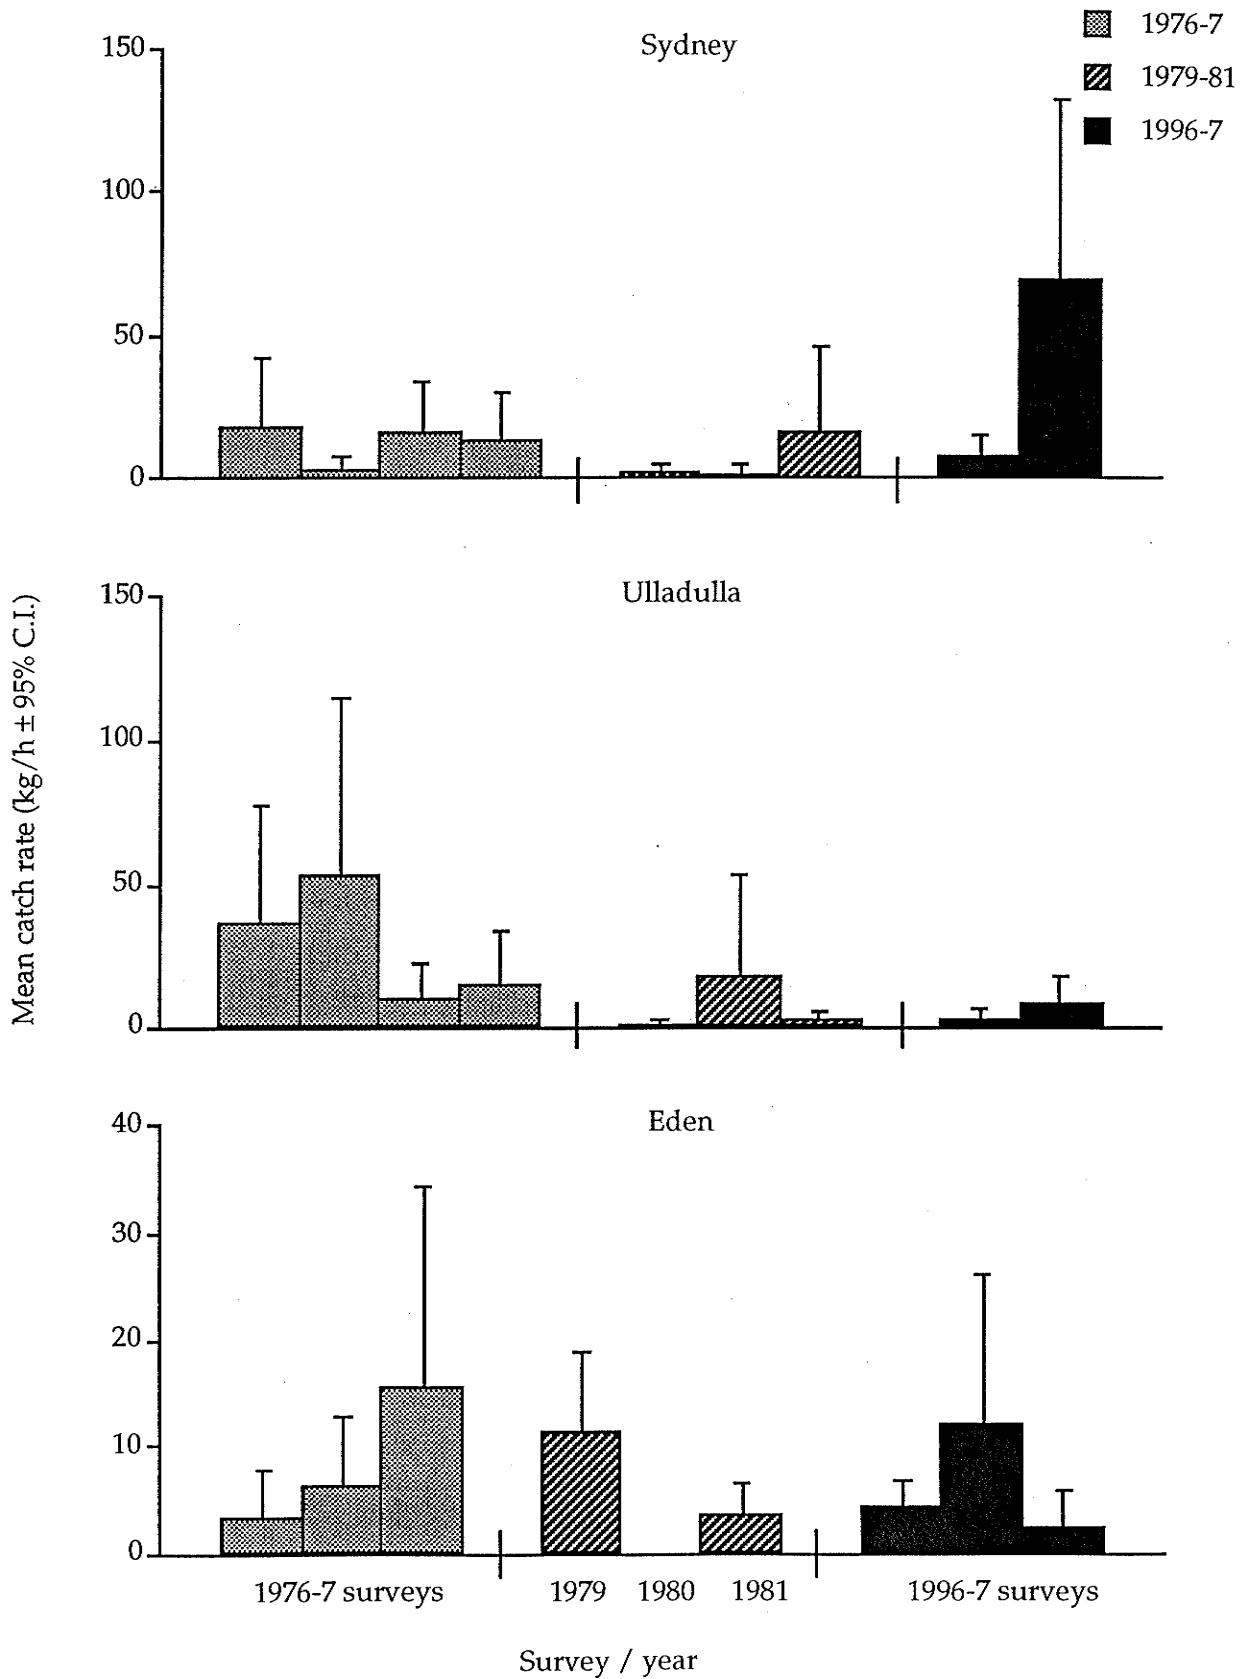 1976-7
1979-81
1996-7
Sydney
150
100
50
0
Ulladulla
150
100
50
0
Mean catch rate (kg/h ± 95% C.I.)
Eden
40
30
20
10
0
1976-7 surveys 1979 1980 1981 1996-7 surveys
Survey / year